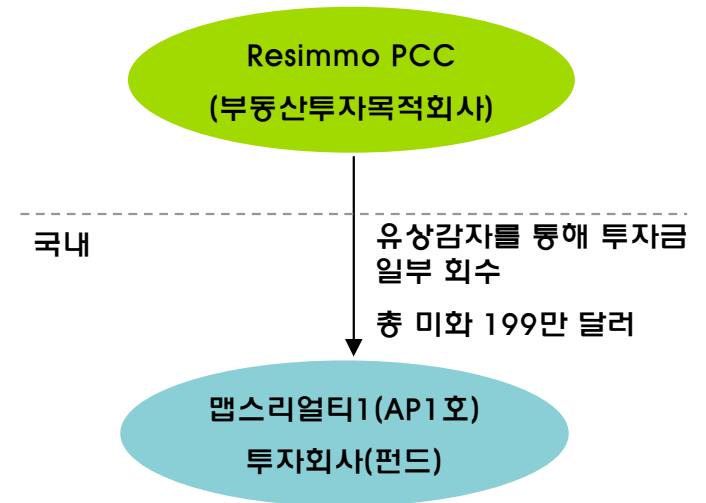 Resimmo PCC
(부동산투자목적회사)
국내
유상감자를 통해 투자금
일부 회수
총 미화 199만 달러
맵스리얼티1(AP1호)
투자회사(펀드)